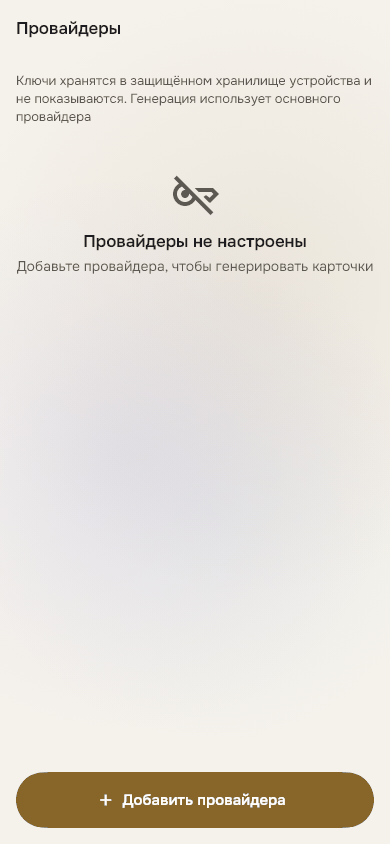 Провайдеры
Ключи хранятся в защищённом хранилище устройства и
не показываются. Генерация использует основного
провайдера
Провайдеры не настроены
Добавьте провайдера, чтобы генерировать карточки
+ Добавить провайдера